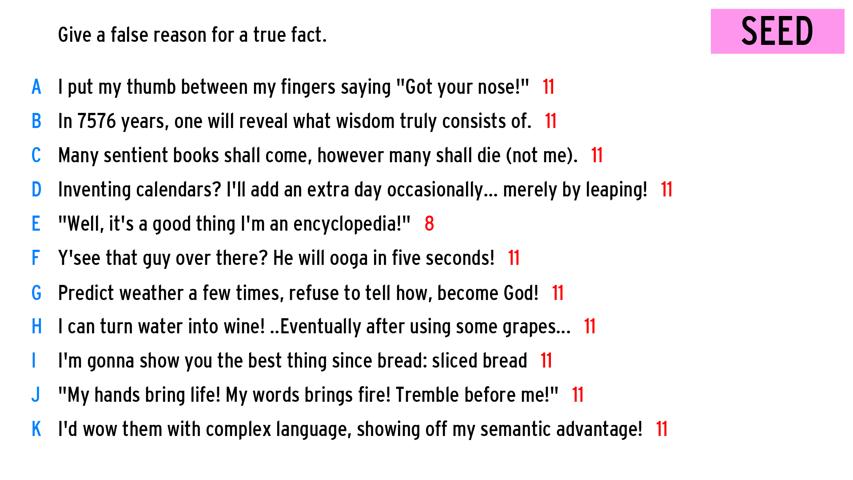 Give a false reason for a true fact.
SEED
A I put my thumb between my fingers saying "Got your nose!" 11
B In 7576 years, one will reveal what wisdom truly consists of. 11
C Many sentient books shall come, however many shall die (not me). 11
D Inventing calendars? I'll add an extra day occasionally... merely by leaping! 11
E "Well, it's a good thing I'm an encyclopedia!" 8
F Y'see that guy over there? He will ooga in five seconds! 11
G Predict weather a few times, refuse to tell how, become God! 11
H I can turn water into wine! ..Eventually after using some grapes... 11
I I'm gonna show you the best thing since bread: sliced bread 11
J "My hands bring life! My words brings fire! Tremble before me!" 11
K I'd wow them with complex language, showing off my semantic advantage! 11